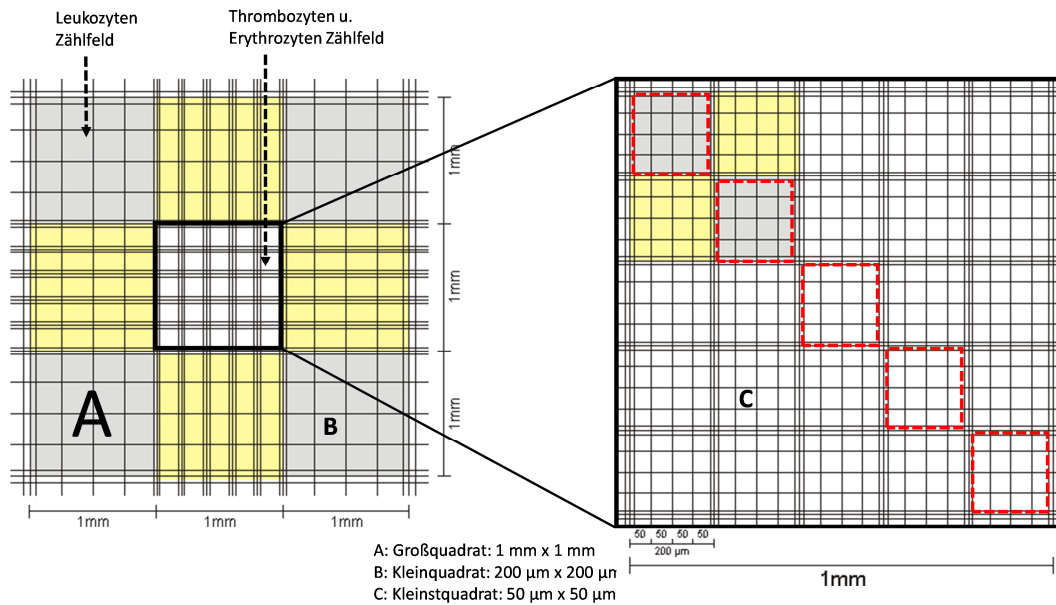 Leukozyten
Zählfeld
Thrombozyten u.
Erythrozyten Zählfeld
1mm
1mm
1mm
A
B
C
1mm
1mm
1mm
50 50 50 50
200 µm
1mm
A: Großquadrat: 1 mm x 1 mm
B: Kleinquadrat: 200 µm x 200 µm
C: Kleinstquadrat: 50 µm x 50 µm